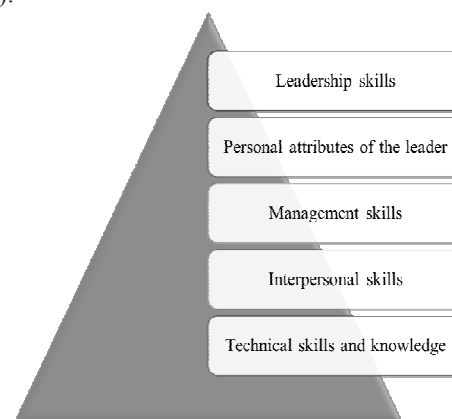 ).
Leadership skills
Personal attributes of the leader
Management skills
Interpersonal skills
Technical skills and knowledge